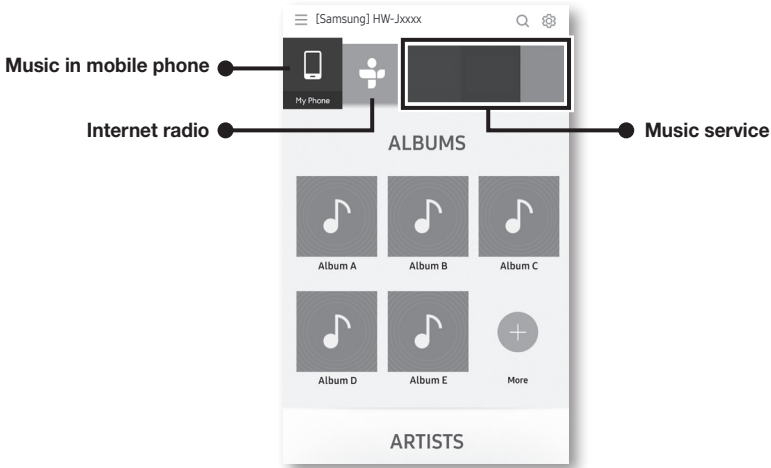 [Samsung] HW-Jxxxx
Music in mobile phone
My Phone
Internet radio
Music service
ALBUMS
Album A
Album B
Album C
Album D
Album E
More
ARTISTS